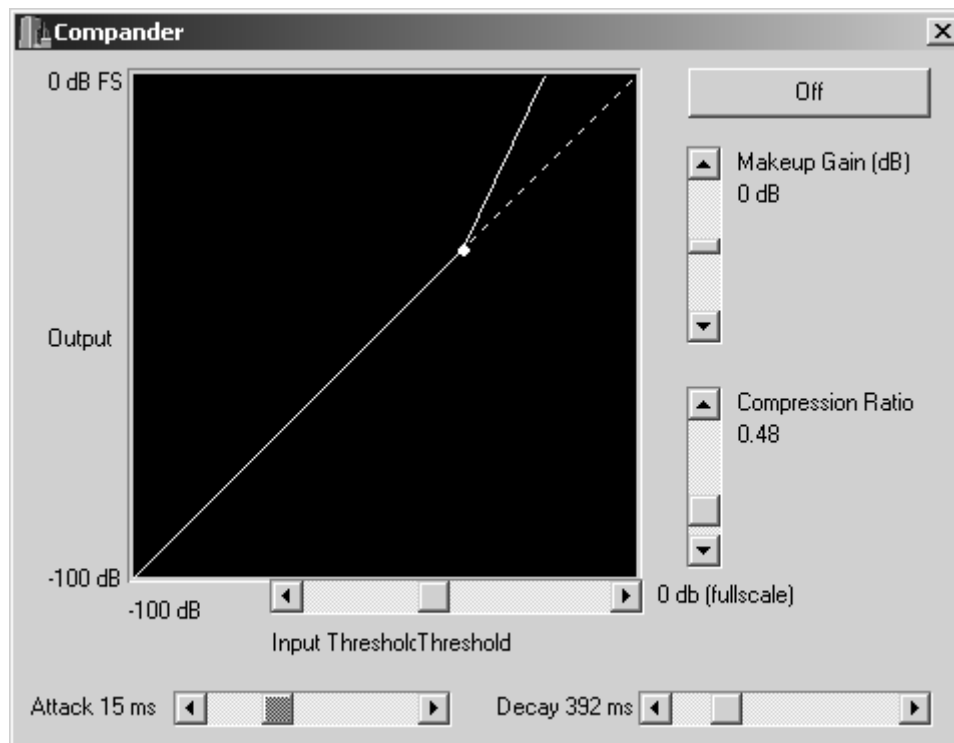 Compander
0 dB FS
Off
Makeup Gain (dB)
0 dB
Output
Compression Ratio
0.48
-100 dB
-100 dB
0 db (fullscale)
Input ThresholdThreshold
Attack 15 ms
Decay 392 ms